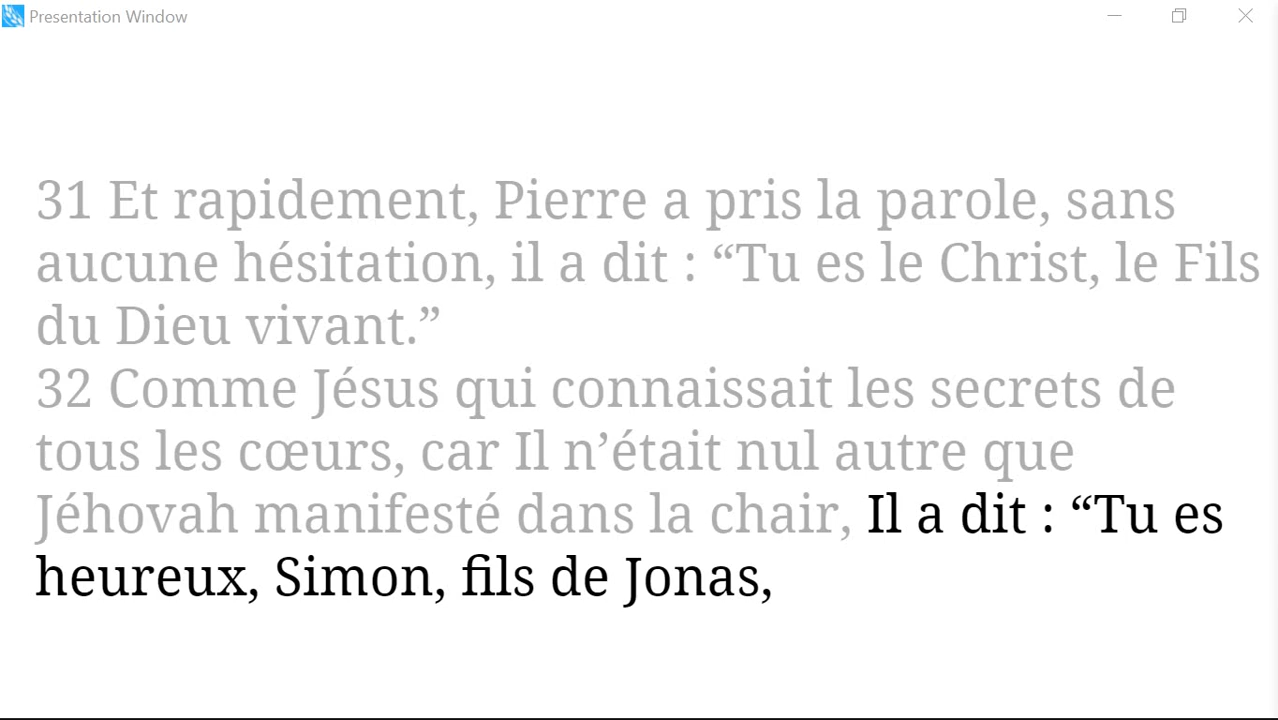 Presentation Window
31 Et rapidement, Pierre a pris la parole, sans
aucune hésitation, il a dit : “Tu es le Christ, le Fils
du Dieu vivant.”
32 Comme Jésus qui connaissait les secrets de
tous les cœurs, car Il n’était nul autre que
Jéhovah manifesté dans la chair, Il a dit : “Tu es
heureux, Simon, fils de Jonas,